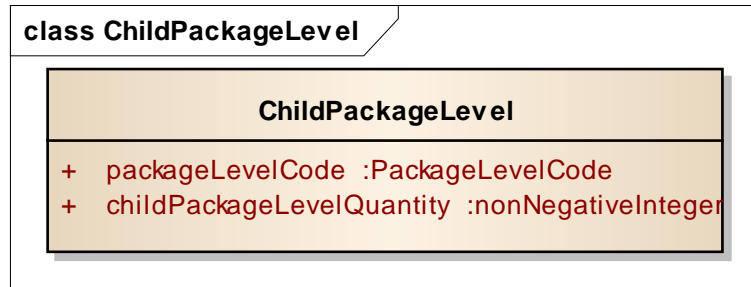 class ChildPackageLevel
ChildPackageLevel
+ packageLevelCode :PackageLevelCode
+ childPackageLevelQuantity :nonNegativeInteger